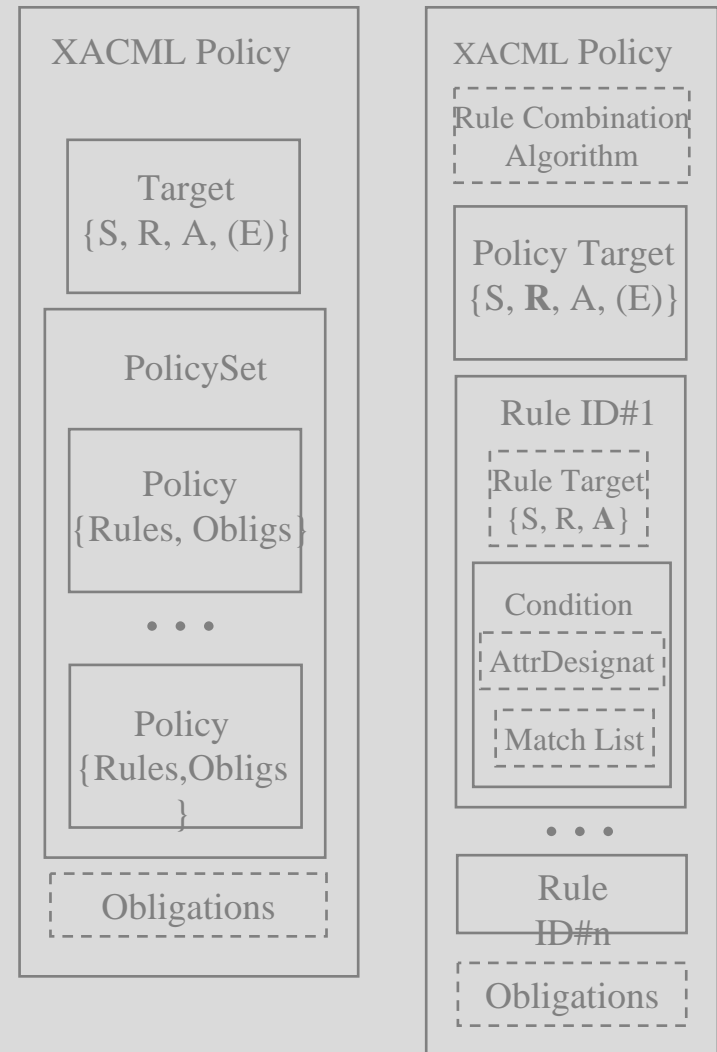 XACML Policy
Target
{S, R, A, (E)}
PolicySet
Policy
{Rules, Obligs}
• • •
Policy
{Rules,Obligs
}
Obligations
XACML Policy
Rule Combination
Algorithm
Policy Target
{S, R, A, (E)}
Rule ID#1
Rule Target
{S, R, A}
Condition
AttrDesignat
Match List
• • •
Rule
ID#n
Obligations